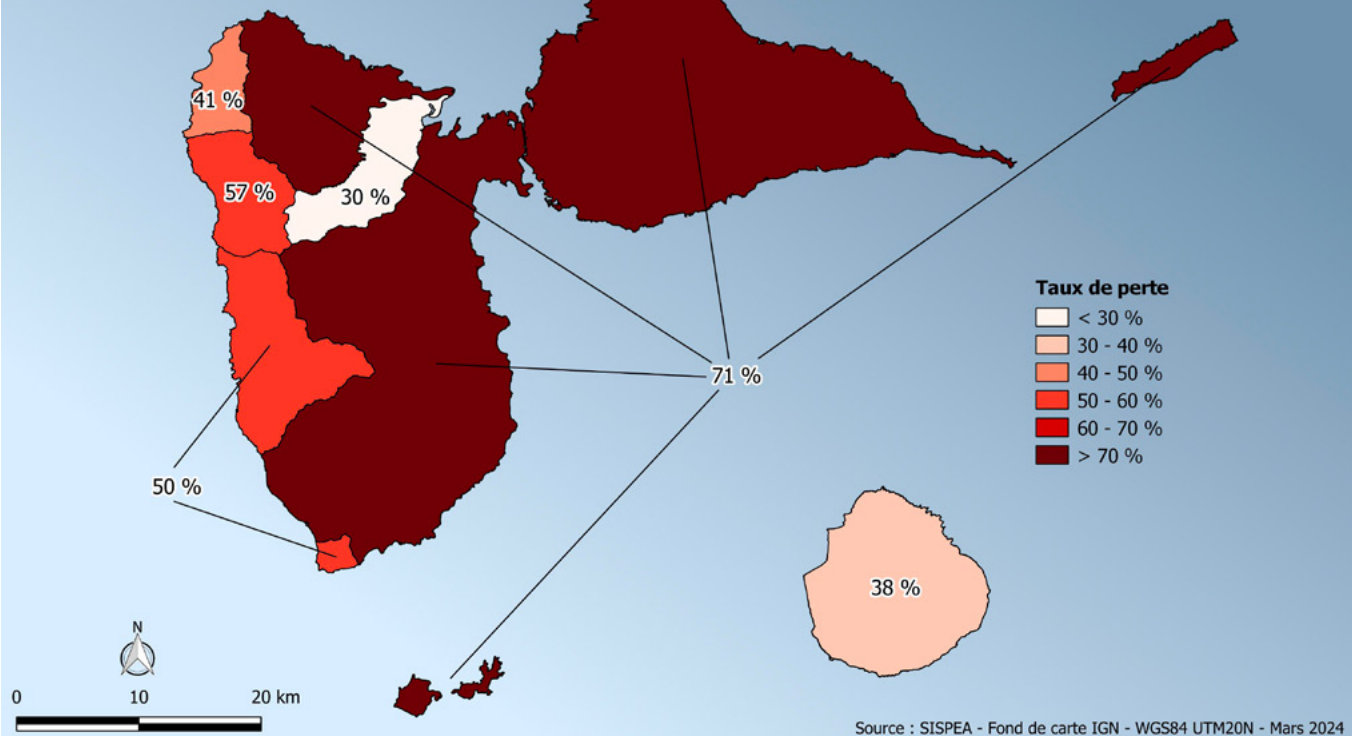 41 %
57 %
30 %
Taux de perte
< 30 %
30 - 40 %
40 - 50 %
50 - 60 %
60 - 70 %
> 70 %
71 %
50 %
38 %
N
0 10 20 km
Source : SISPEA - Fond de carte IGN - WGS84 UTM20N - Mars 2024